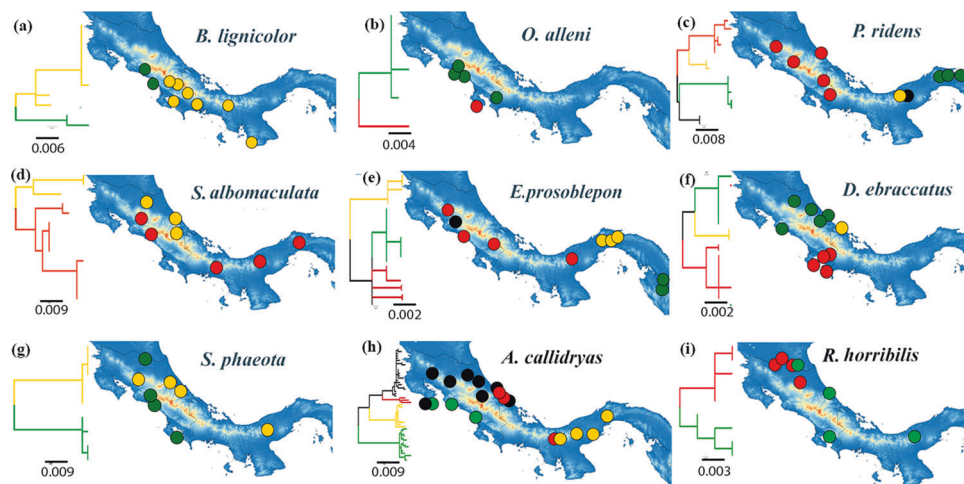 (a)
B. lignicolor
0.006
(b)
O. alleni
0.004
(c)
P. ridens
0.008
(d)
S. albomaculata
0.009
(e)
E.prosoblepon
0.002
(f)
D. ebraccatus
0.002
(g)
S. phaeota
0.009
(h)
A. callidryas
0.009
(i)
R. horribilis
0.003